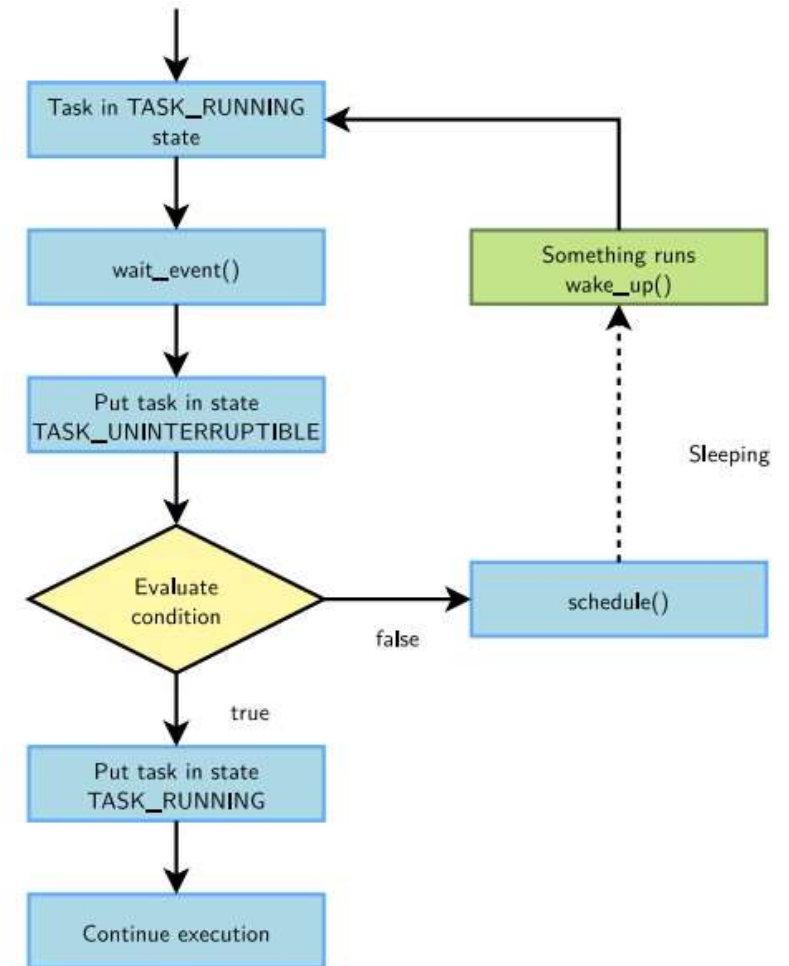 Task in TASK_RUNNING
state
wait_event()
Something runs
wake_up()
Put task in state
TASK_UNINTERRUPTIBLE
Sleeping
Evaluate
condition
schedule()
false
true
Put task in state
TASK_RUNNING
Continue execution